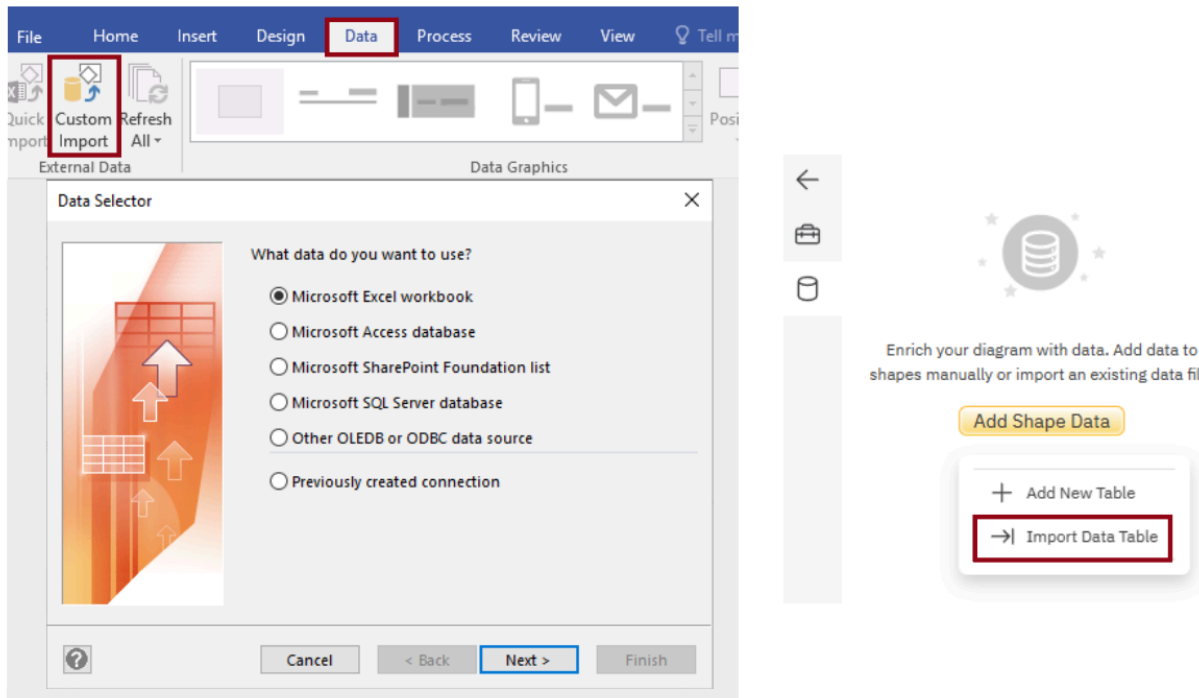 File Home Insert Design Data Process Review View Tell m
Quick Custom Refresh Posi
mport Import All
External Data Data Graphics
Data Selector
What data do you want to use?
Microsoft Excel workbook
Microsoft Access database
Microsoft SharePoint Foundation list
Microsoft SQL Server database
Other OLEDB or ODBC data source
Previously created connection
Cancel < Back Next > Finish
Enrich your diagram with data. Add data to
shapes manually or import an existing data fil
Add Shape Data
Add New Table
Import Data Table